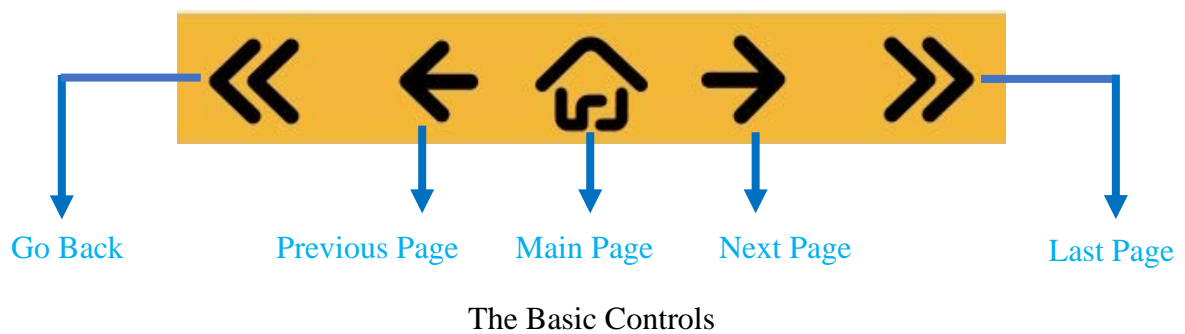 Go Back
Previous Page
Main Page
Next Page
Last Page
The Basic Controls